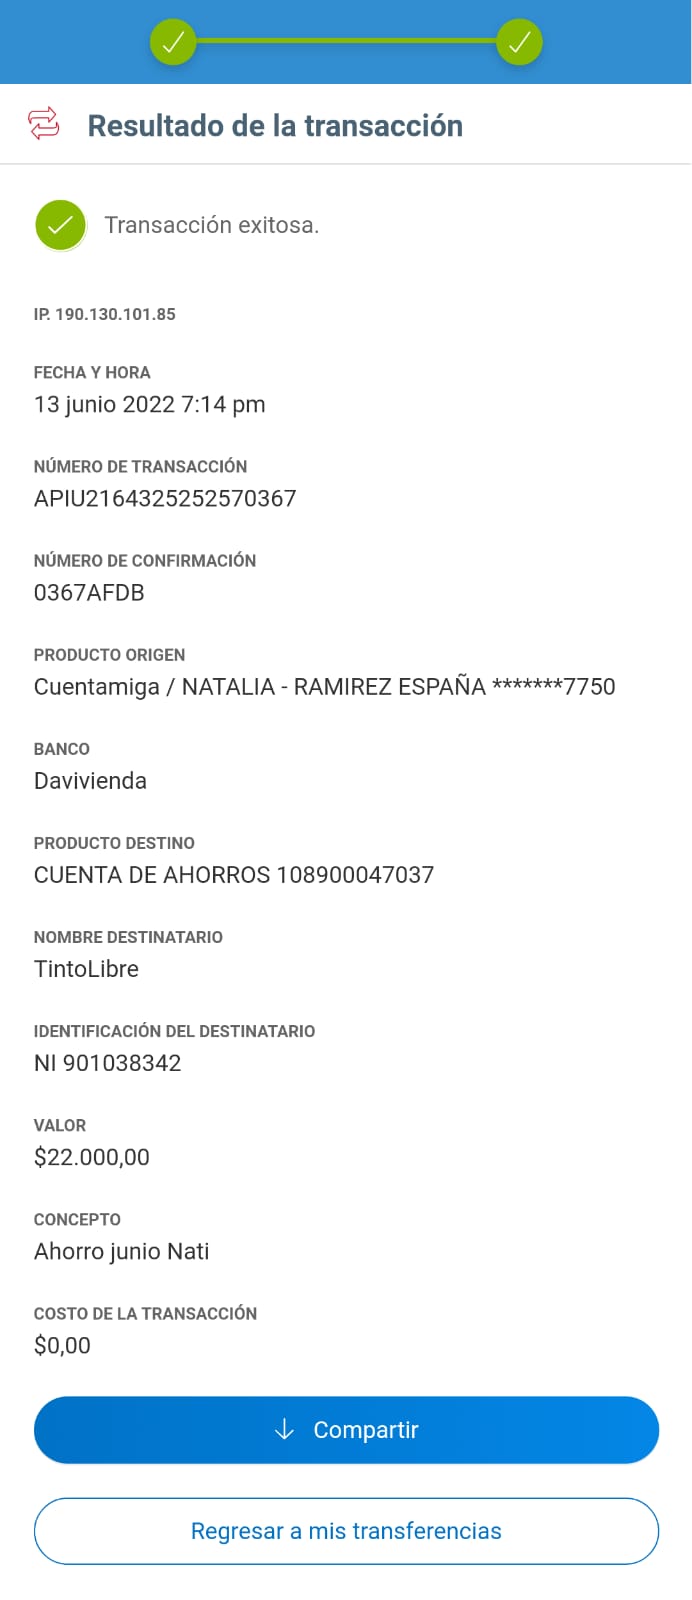 Resultado de la transacción
Transacción exitosa.
IP. 190.130.101.85
FECHA Y HORA
13 junio 2022 7:14 pm
NÚMERO DE TRANSACCIÓN
APIU2164325252570367
NÚMERO DE CONFIRMACIÓN
0367AFDB
PRODUCTO ORIGEN
Cuentamiga / NATALIA - RAMIREZ ESPAÑA *******7750
BANCO
Davivienda
PRODUCTO DESTINO
CUENTA DE AHORROS 108900047037
NOMBRE DESTINATARIO
TintoLibre
IDENTIFICACIÓN DEL DESTINATARIO
NI 901038342
VALOR
$22.000,00
CONCEPTO
Ahorro junio Nati
COSTO DE LA TRANSACCIÓN
$0,00
Compartir
Regresar a mis transferencias